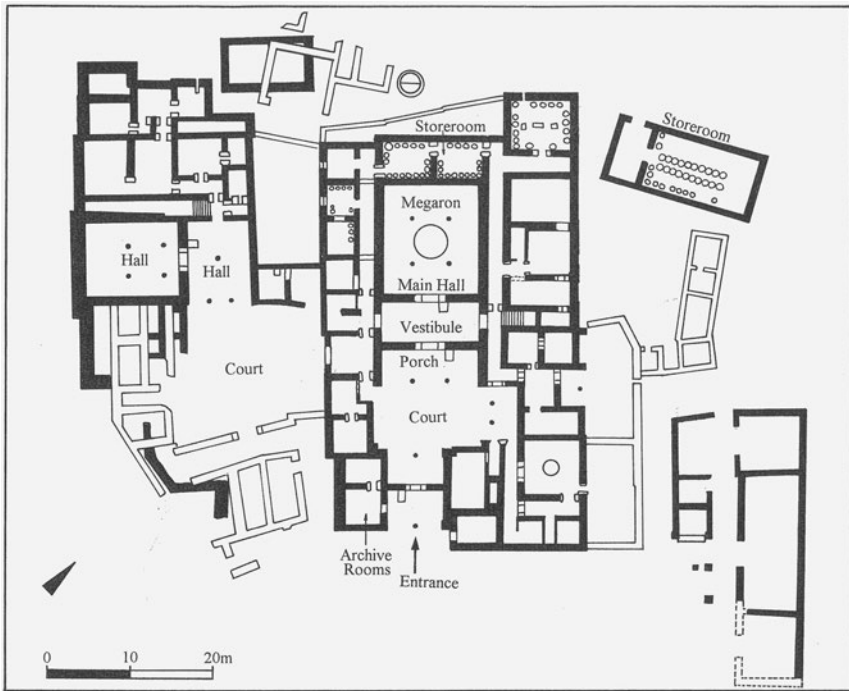 Storeroom
Storeroom
Megaron
Hall
Hall
Main Hall
Vestibule
Court
Porch
Court
Archive
Rooms
Entrance
0 10 20m